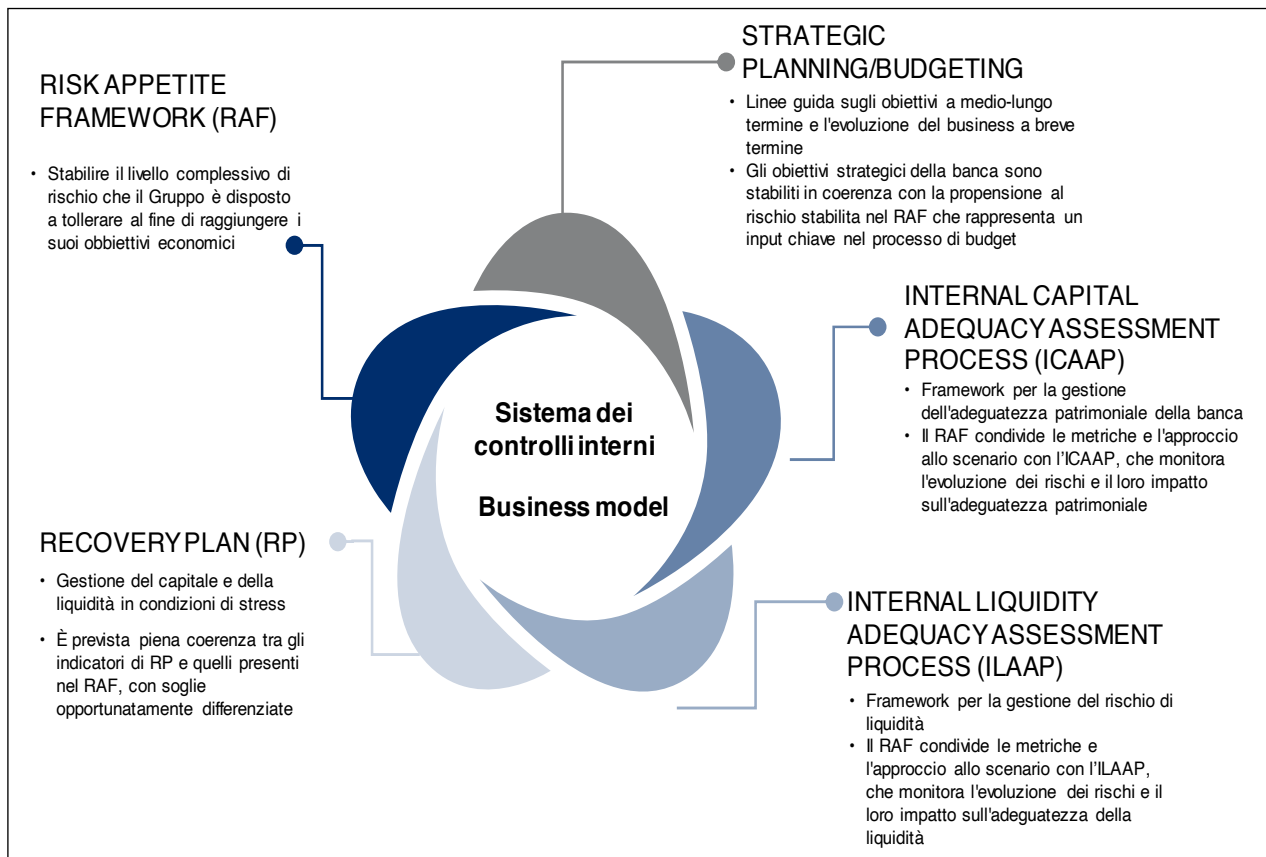 RISK APPETITE
FRAMEWORK (RAF)
• Stabilire il livello complessivo di
rischio che il Gruppo è disposto
a tollerare al fine di raggiungere i
suoi obbiettivi economici
STRATEGIC
PLANNING/BUDGETING
• Linee guida sugli obiettivi a medio-lungo
termine e l'evoluzione del business a breve
termine
• Gli obiettivi strategici della banca sono
stabiliti in coerenza con la propensione al
rischio stabilita nel RAF che rappresenta un
input chiave nel processo di budget
INTERNAL CAPITAL
ADEQUACY ASSESSMENT
PROCESS (ICAAP)
• Framework per la gestione
dell'adeguatezza patrimoniale della banca
• Il RAF condivide le metriche e l'approccio
allo scenario con l'ICAAP, che monitora
l'evoluzione dei rischi e il loro impatto
sull'adeguatezza patrimoniale
Sistema dei
controlli interni
Business model
RECOVERY PLAN (RP)
• Gestione del capitale e della
liquidità in condizioni di stress
• È prevista piena coerenza tra gli
indicatori di RP e quelli presenti
nel RAF, con soglie
opportunatamente differenziate
INTERNAL LIQUIDITY
ADEQUACY ASSESSMENT
PROCESS (ILAAP)
• Framework per la gestione del rischio di
liquidità
• Il RAF condivide le metriche e
l'approccio allo scenario con l'ILAAP,
che monitora l'evoluzione dei rischi e il
loro impatto sull'adeguatezza della
liquidità